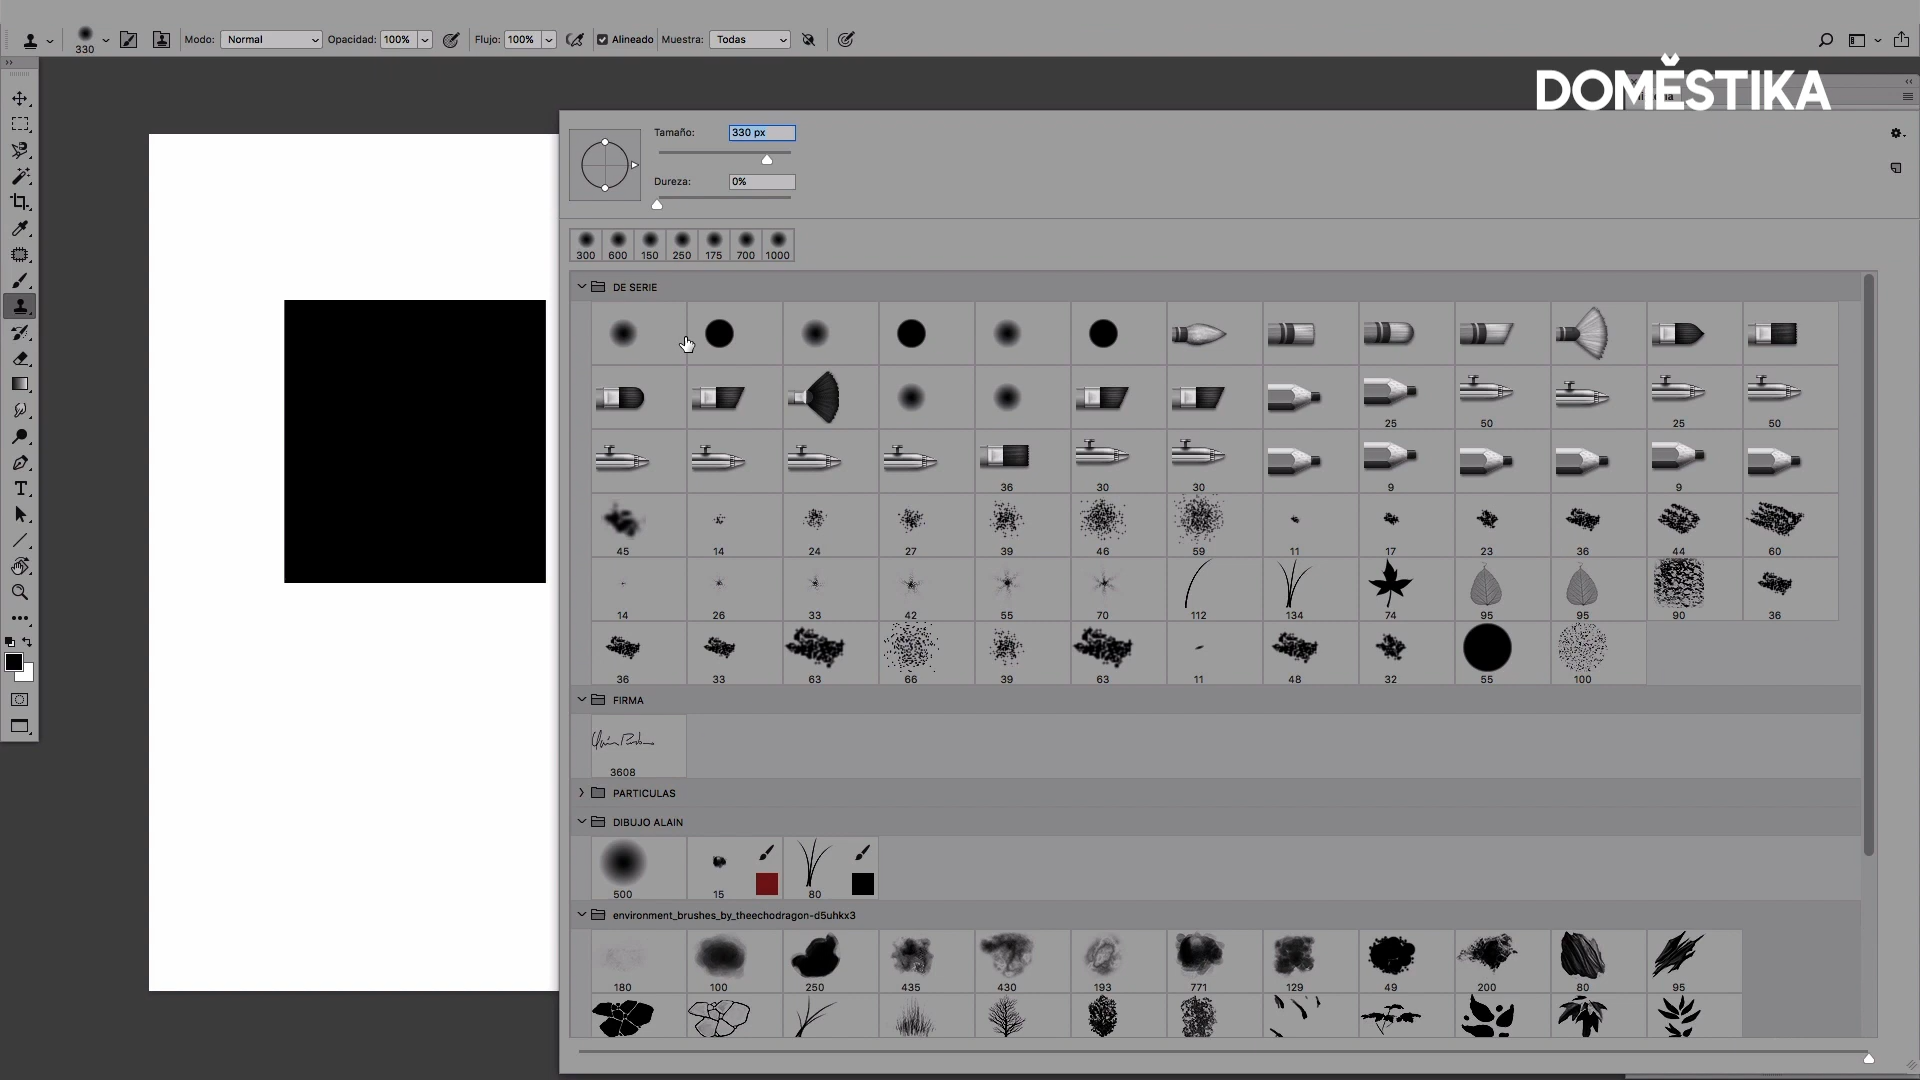 330
Modo:
Normal
Opacidad:
100%
Flujo:
100%
Alineado
Muestra:
Todas
DOMĚSTIKA
Tamaño:
330 px
Dureza:
0%
300 600 150 250 175 700 1000
DE SERIE
25 50 25 50
36 30 30 9 9
45 14 24 27 39 46 59 11 17 23 36 44 60
14 26 33 42 55 70 112 134 74 95 95 90 36
36 33 63 66 39 63 11 48 32 55 100
FIRMA
3608
PARTICULAS
DIBUJO ALAIN
500 15 80
environment_brushes_by_theechodragon-d5uhkx3
180 100 250 435 430 193 771 129 49 200 80 95